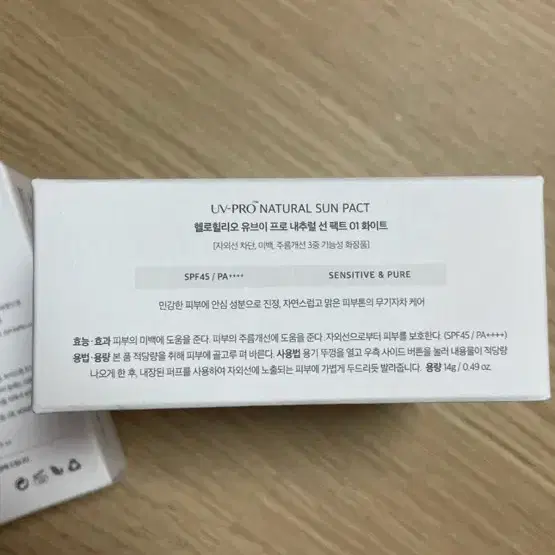 UV-PRO™ NATURAL SUN PACT
헬로힐리오 유브이 프로 내추럴 선 팩트 01 화이트
[자외선 차단, 미백, 주름개선 3중 기능성 화장품]
SPF45 / PA++++
SENSITIVE & PURE
민감한 피부에 안심 성분으로 진정, 자연스럽고 맑은 피부톤의 무기자차 케어
효능·효과 피부의 미백에 도움을 준다. 피부의 주름개선에 도움을 준다. 자외선으로부터 피부를 보호한다. (SPF45 / PA++++)
용법·용량 본 품 적당량을 취해 피부에 골고루 펴 바른다. 사용법 용기 뚜껑을 열고 우측 사이드 버튼을 눌러 내용물이 적당량
나오게 한 후, 내장된 퍼프를 사용하여 자외선에 노출되는 피부에 가볍게 두드리듯 발라줍니다. 용량 14g / 0.49 oz.